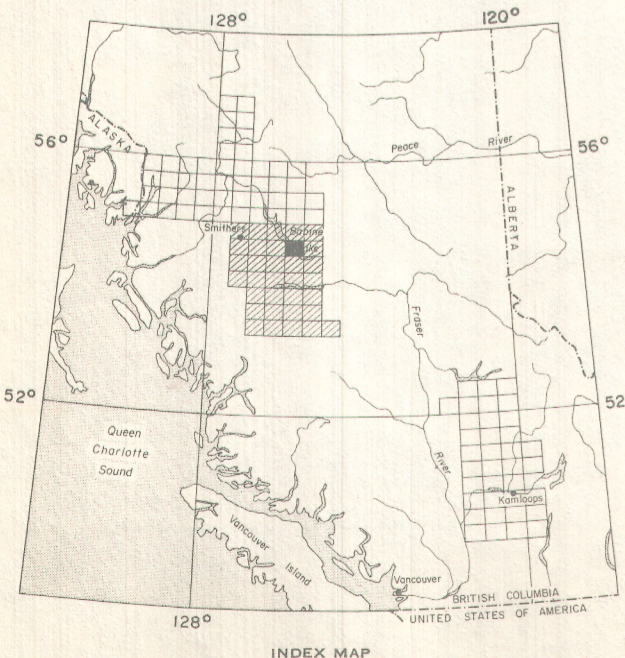 128°
120°
ALASKA
56°
Peace River
56°
ALBERTA
Smithers
Babine
Fraser
52°
52
Queen
Charlotte
Sound
River
Kamloops
Vancouver
Island
Vancouver
BRITISH COLUMBIA
UNITED STATES OF AMERICA
128°
INDEX MAP